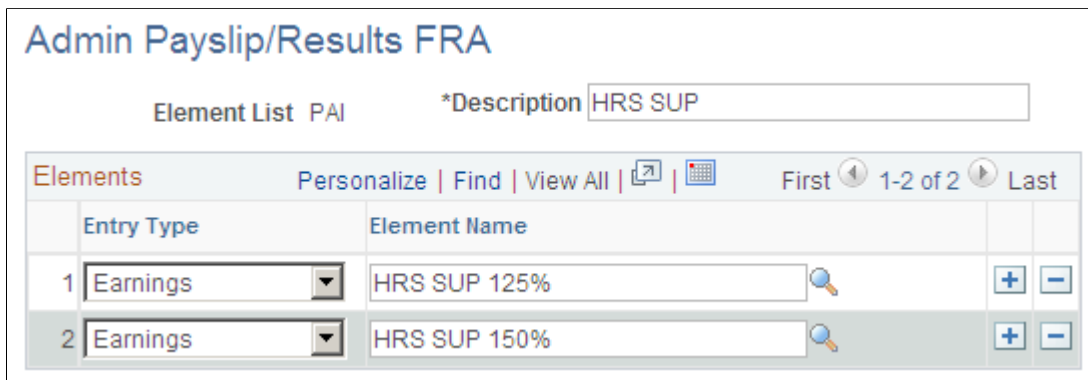 Admin Payslip/Results FRA
Element List PAI *Description HRS SUP
Elements Personalize | Find | View All | | First 1-2 of 2 Last
Entry Type Element Name
1 Earnings HRS SUP 125%
2 Earnings HRS SUP 150%